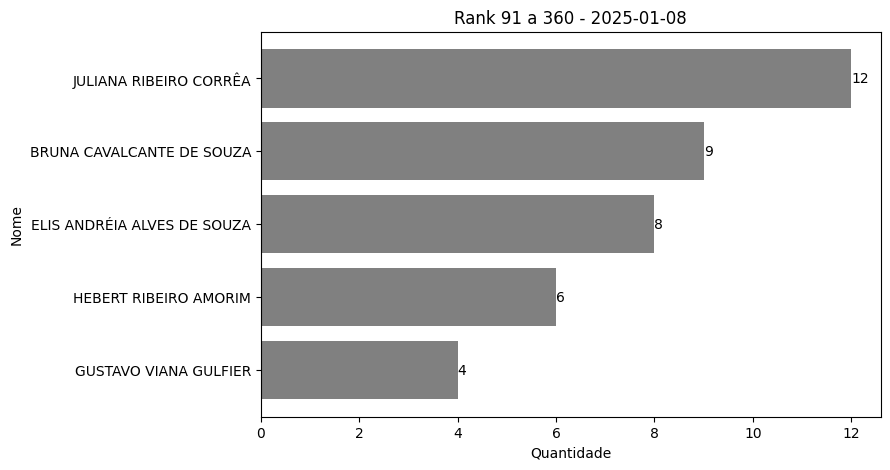 Rank 91 a 360 - 2025-01-08
JULIANA RIBEIRO CORRÊA
12
BRUNA CAVALCANTE DE SOUZA
9
ELIS ANDRÉIA ALVES DE SOUZA
8
HEBERT RIBEIRO AMORIM
6
GUSTAVO VIANA GULFIER
4
Nome
0 2 4 6 8 10 12
Quantidade